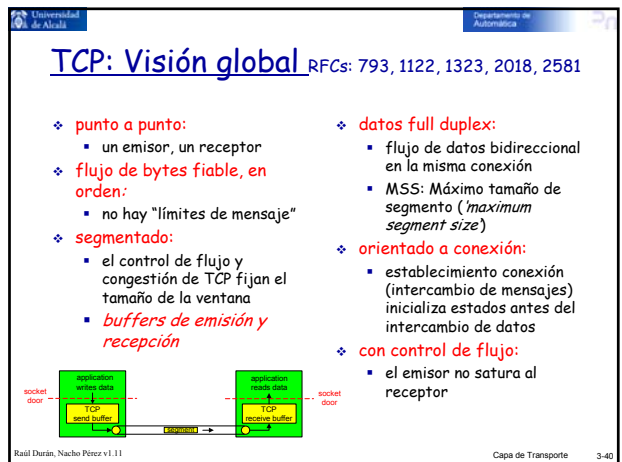 Universidad
de Alcalá
Departamento de
Automática
TCP: Visión global RFCs: 793, 1122, 1323, 2018, 2581
❖ punto a punto:
▪ un emisor, un receptor
❖ flujo de bytes fiable, en
orden:
▪ no hay “límites de mensaje”
❖ segmentado:
▪ el control de flujo y
congestión de TCP fijan el
tamaño de la ventana
▪ buffers de emisión y
recepción
❖ datos full duplex:
▪ flujo de datos bidireccional
en la misma conexión
▪ MSS: Máximo tamaño de
segmento (‘maximum
segment size’)
❖ orientado a conexión:
▪ establecimiento conexión
(intercambio de mensajes)
inicializa estados antes del
intercambio de datos
❖ con control de flujo:
▪ el emisor no satura al
receptor
socket
door
application
writes data
TCP
send buffer
segment
application
reads data
TCP
receive buffer
socket
door
Raúl Durán, Nacho Pérez v1.11
Capa de Transporte
3-40